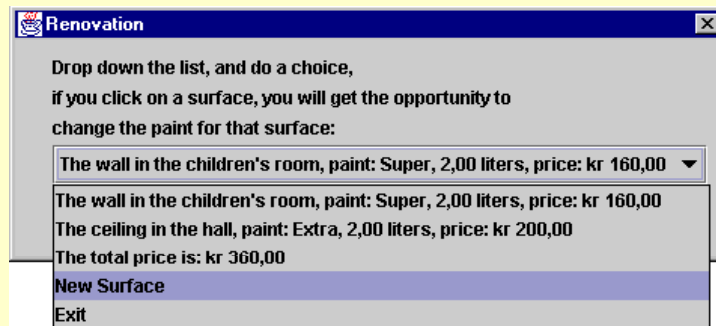 Renovation
Drop down the list, and do a choice,
if you click on a surface, you will get the opportunity to
change the paint for that surface:
The wall in the children's room, paint: Super, 2,00 liters, price: kr 160,00
The wall in the children's room, paint: Super, 2,00 liters, price: kr 160,00
The ceiling in the hall, paint: Extra, 2,00 liters, price: kr 200,00
The total price is: kr 360,00
New Surface
Exit